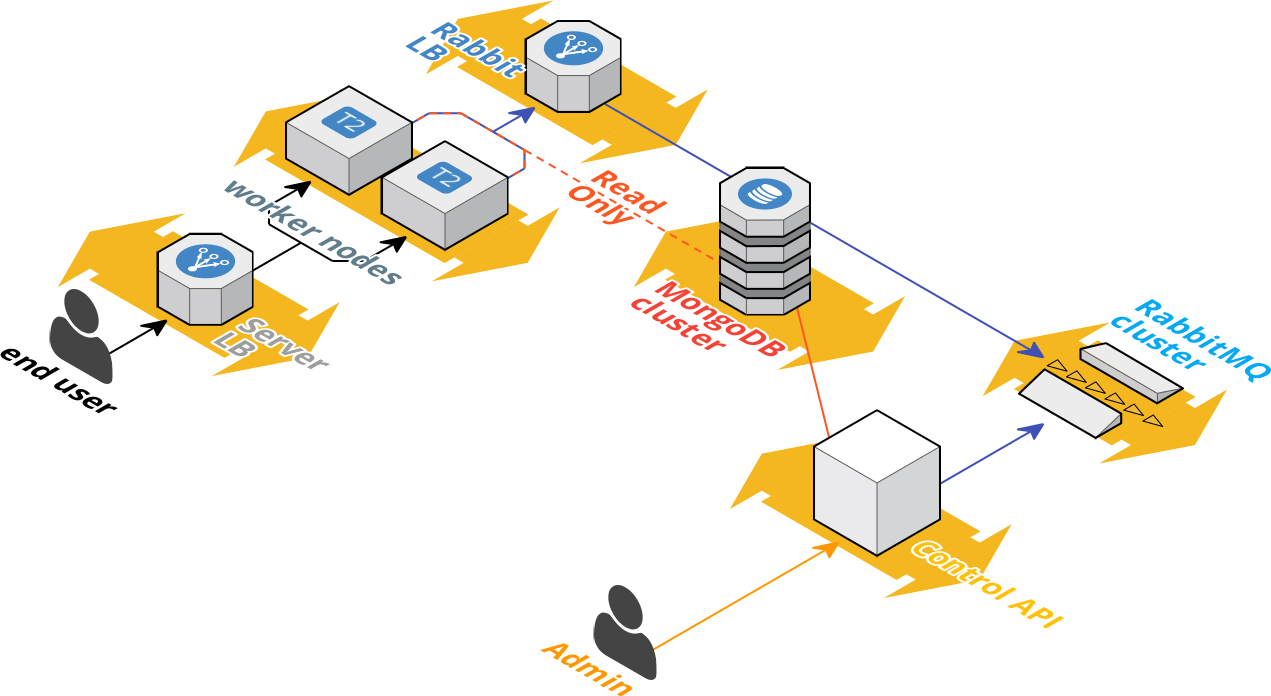 Rabbit
LB
T2
T2
worker nodes
Read
Only
Server
LB
end user
MongoDB
cluster
RabbitMQ
cluster
Control API
Admin